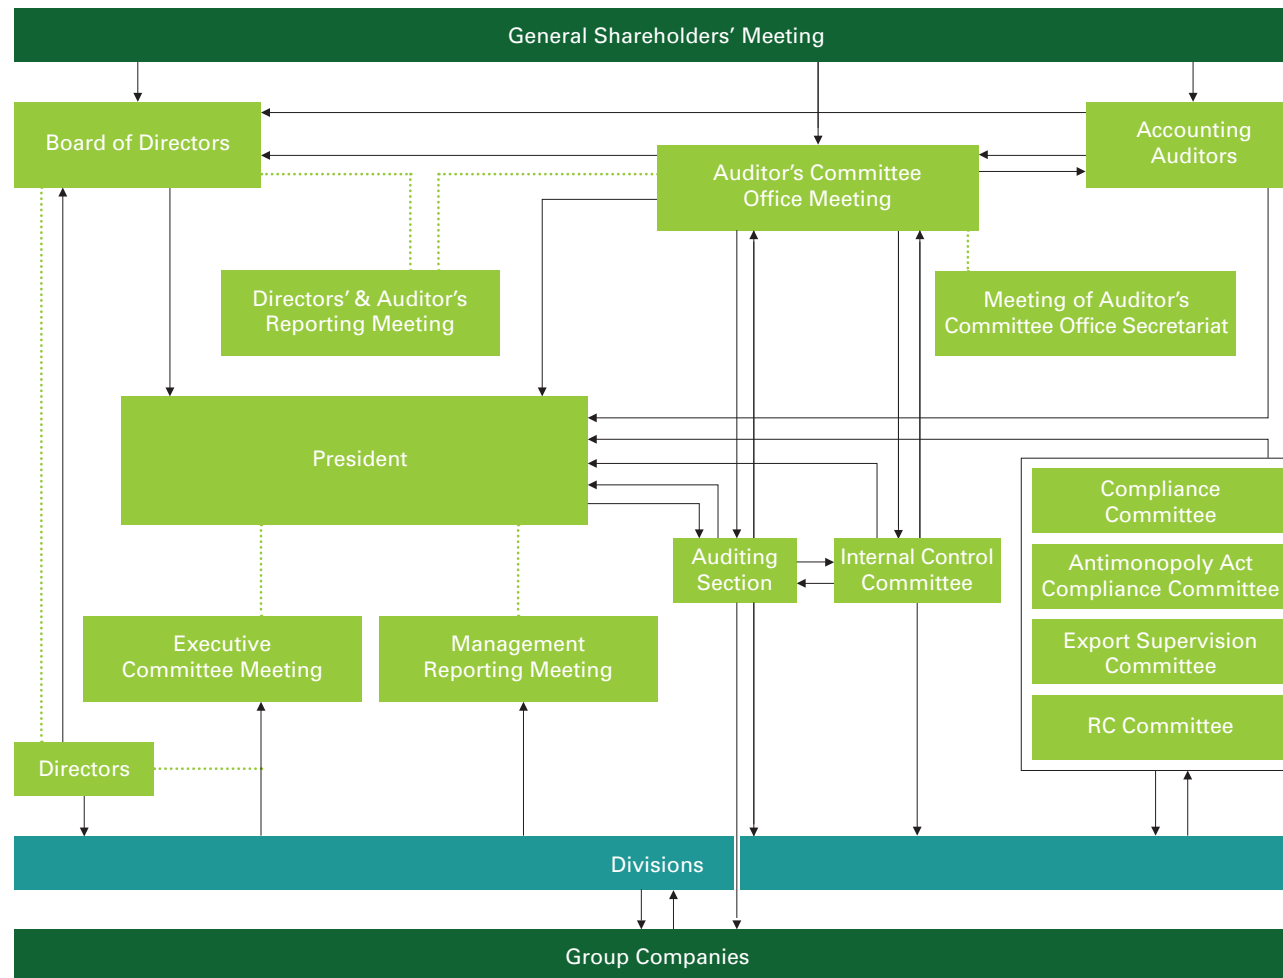 General Shareholders’ Meeting
Board of Directors
Accounting
Auditors
Auditor’s Committee
Office Meeting
Directors’ & Auditor’s
Reporting Meeting
Meeting of Auditor’s
Committee Office Secretariat
President
Compliance
Committee
Auditing
Section
Internal Control
Committee
Antimonopoly Act
Compliance Committee
Executive
Committee Meeting
Management
Reporting Meeting
Export Supervision
Committee
RC Committee
Directors
Divisions
Group Companies